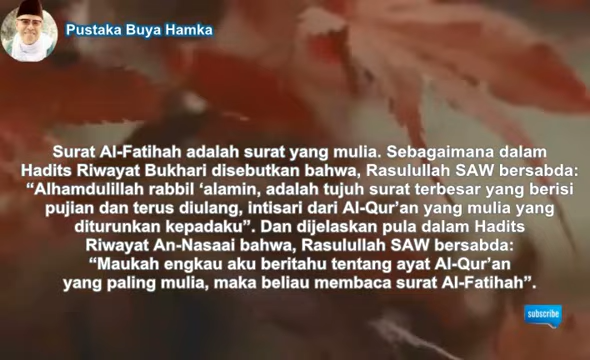 Pustaka Buya Hamka
Surat Al-Fatihah adalah surat yang mulia. Sebagaimana dalam
Hadits Riwayat Bukhari disebutkan bahwa, Rasulullah SAW bersabda:
“Alhamdulillah rabbil ‘alamin, adalah tujuh surat terbesar yang berisi
pujian dan terus diulang, intisari dari Al-Qur’an yang mulia yang
diturunkan kepadaku”. Dan dijelaskan pula dalam Hadits
Riwayat An-Nasaai bahwa, Rasulullah SAW bersabda:
“Maukah engkau aku beritahu tentang ayat Al-Qur’an
yang paling mulia, maka beliau membaca surat Al-Fatihah”.
subscribe